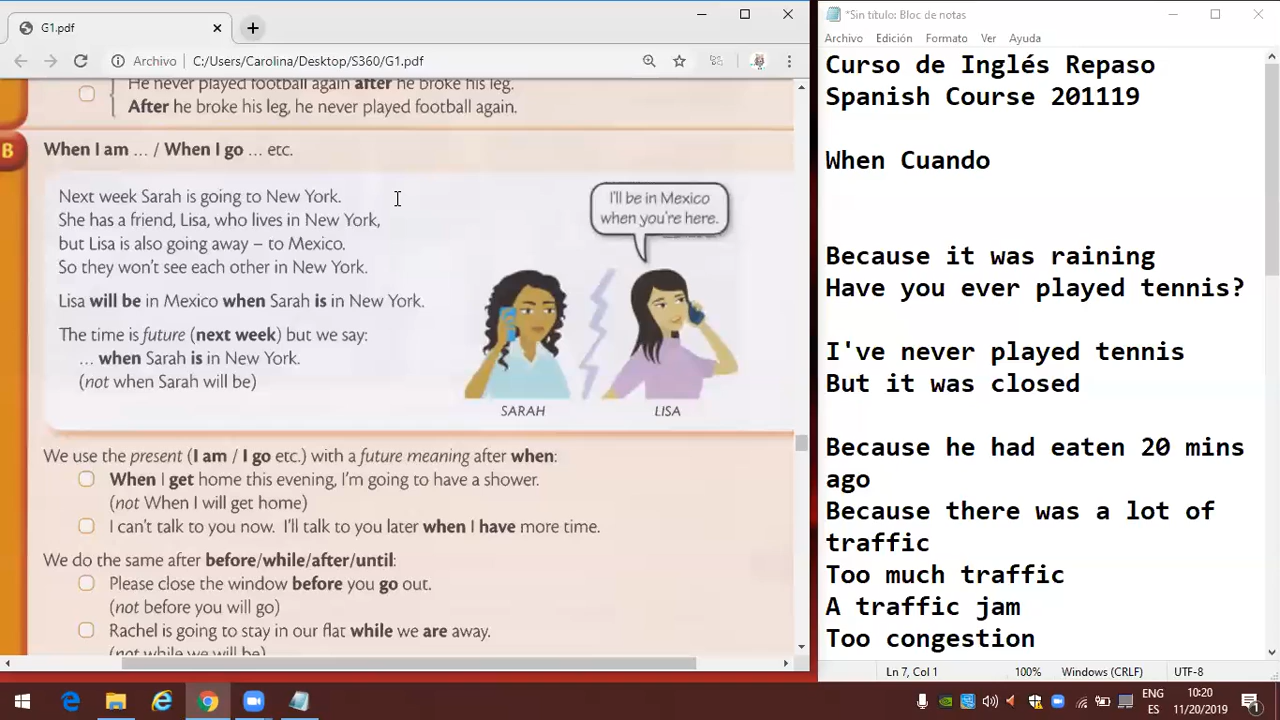 G1.pdf
Archivo
C:/Usérs/Carolina/Desktop/S360/G1.pdf
He never played football again after he broke his leg.
After he broke his leg, he never played football again.
B
When I am ... / When I go ... etc.
Next week Sarah is going to New York.
She has a friend, Lisa, who lives in New York,
but Lisa is also going away – to Mexico.
So they won't see each other in New York.
Lisa will be in Mexico when Sarah is in New York.
The time is future (next week) but we say:
... when Sarah is in New York.
(not when Sarah will be)
I'll be in Mexico
when you're here.
SARAH
LISA
We use the present (I am / I go etc.) with a future meaning after when:
When I get home this evening, I'm going to have a shower.
(not When I will get home)
I can't talk to you now. I'll talk to you later when I have more time.
We do the same after before/while/after/until:
Please close the window before you go out.
(not before you will go)
Rachel is going to stay in our flat while we are away.
(not while we will be)
*Sin título: Bloc de notas
Archivo Edición Formato Ver Ayuda
Curso de Inglés Repaso
Spanish Course 201119
When Cuando
Because it was raining
Have you ever played tennis?
I've never played tennis
But it was closed
Because he had eaten 20 mins
ago
Because there was a lot of
traffic
Too much traffic
A traffic jam
Too congestion
Ln 7, Col 1
100%
Windows (CRLF)
UTF-8
ENG
ES
10:20
11/20/2019
1